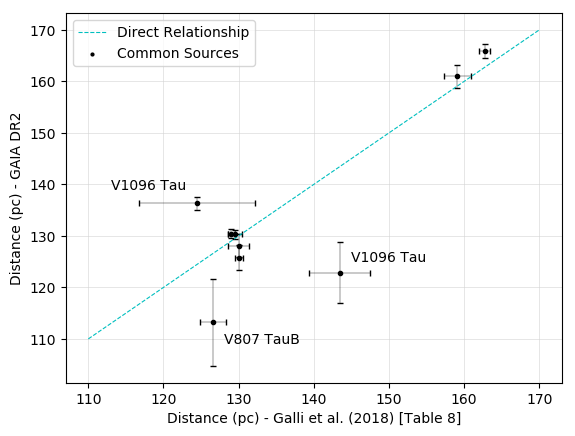 Direct Relationship
Common Sources
V1096 Tau
V1096 Tau
V807 TauB
170
160
150
140
130
120
110
110 120 130 140 150 160 170
Distance (pc) - GAIA DR2
Distance (pc) - Galli et al. (2018) [Table 8]